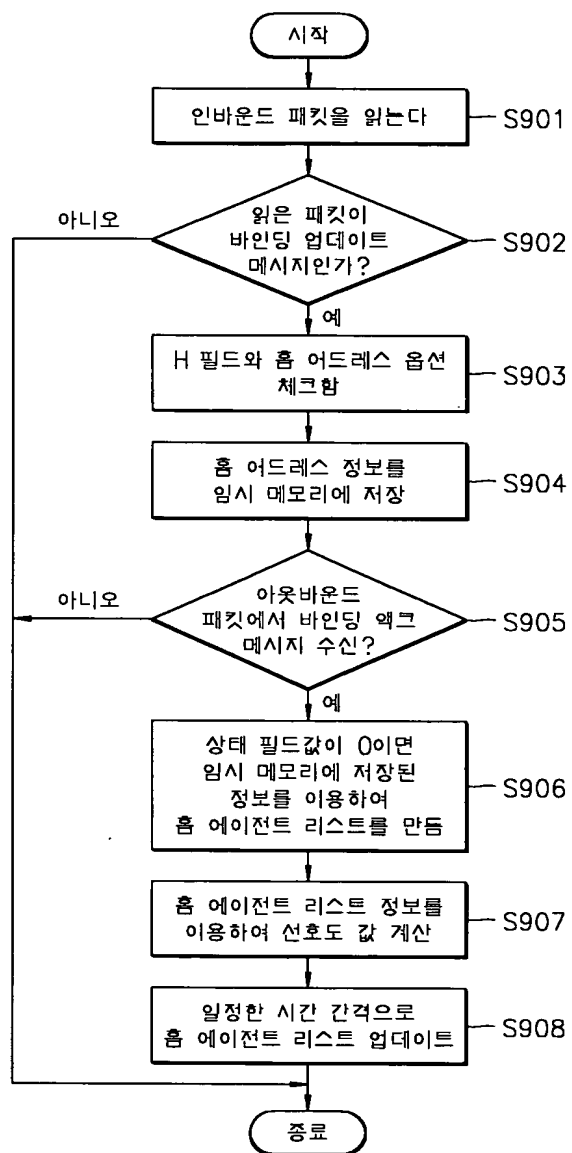 시작
인바운드 패킷을 읽는다
S901
아니오
읽은 패킷이
바인딩 업데이트
메시지인가?
S902
예
H 필드와 홈 어드레스 옵션
체크함
S903
홈 어드레스 정보를
임시 메모리에 저장
S904
아니오
아웃바운드
패킷에서 바인딩 액크
메시지 수신?
S905
예
상태 필드값이 0이면
임시 메모리에 저장된
정보를 이용하여
홈 에이전트 리스트를 만듬
S906
홈 에이전트 리스트 정보를
이용하여 선호도 값 계산
S907
일정한 시간 간격으로
홈 에이전트 리스트 업데이트
S908
종료